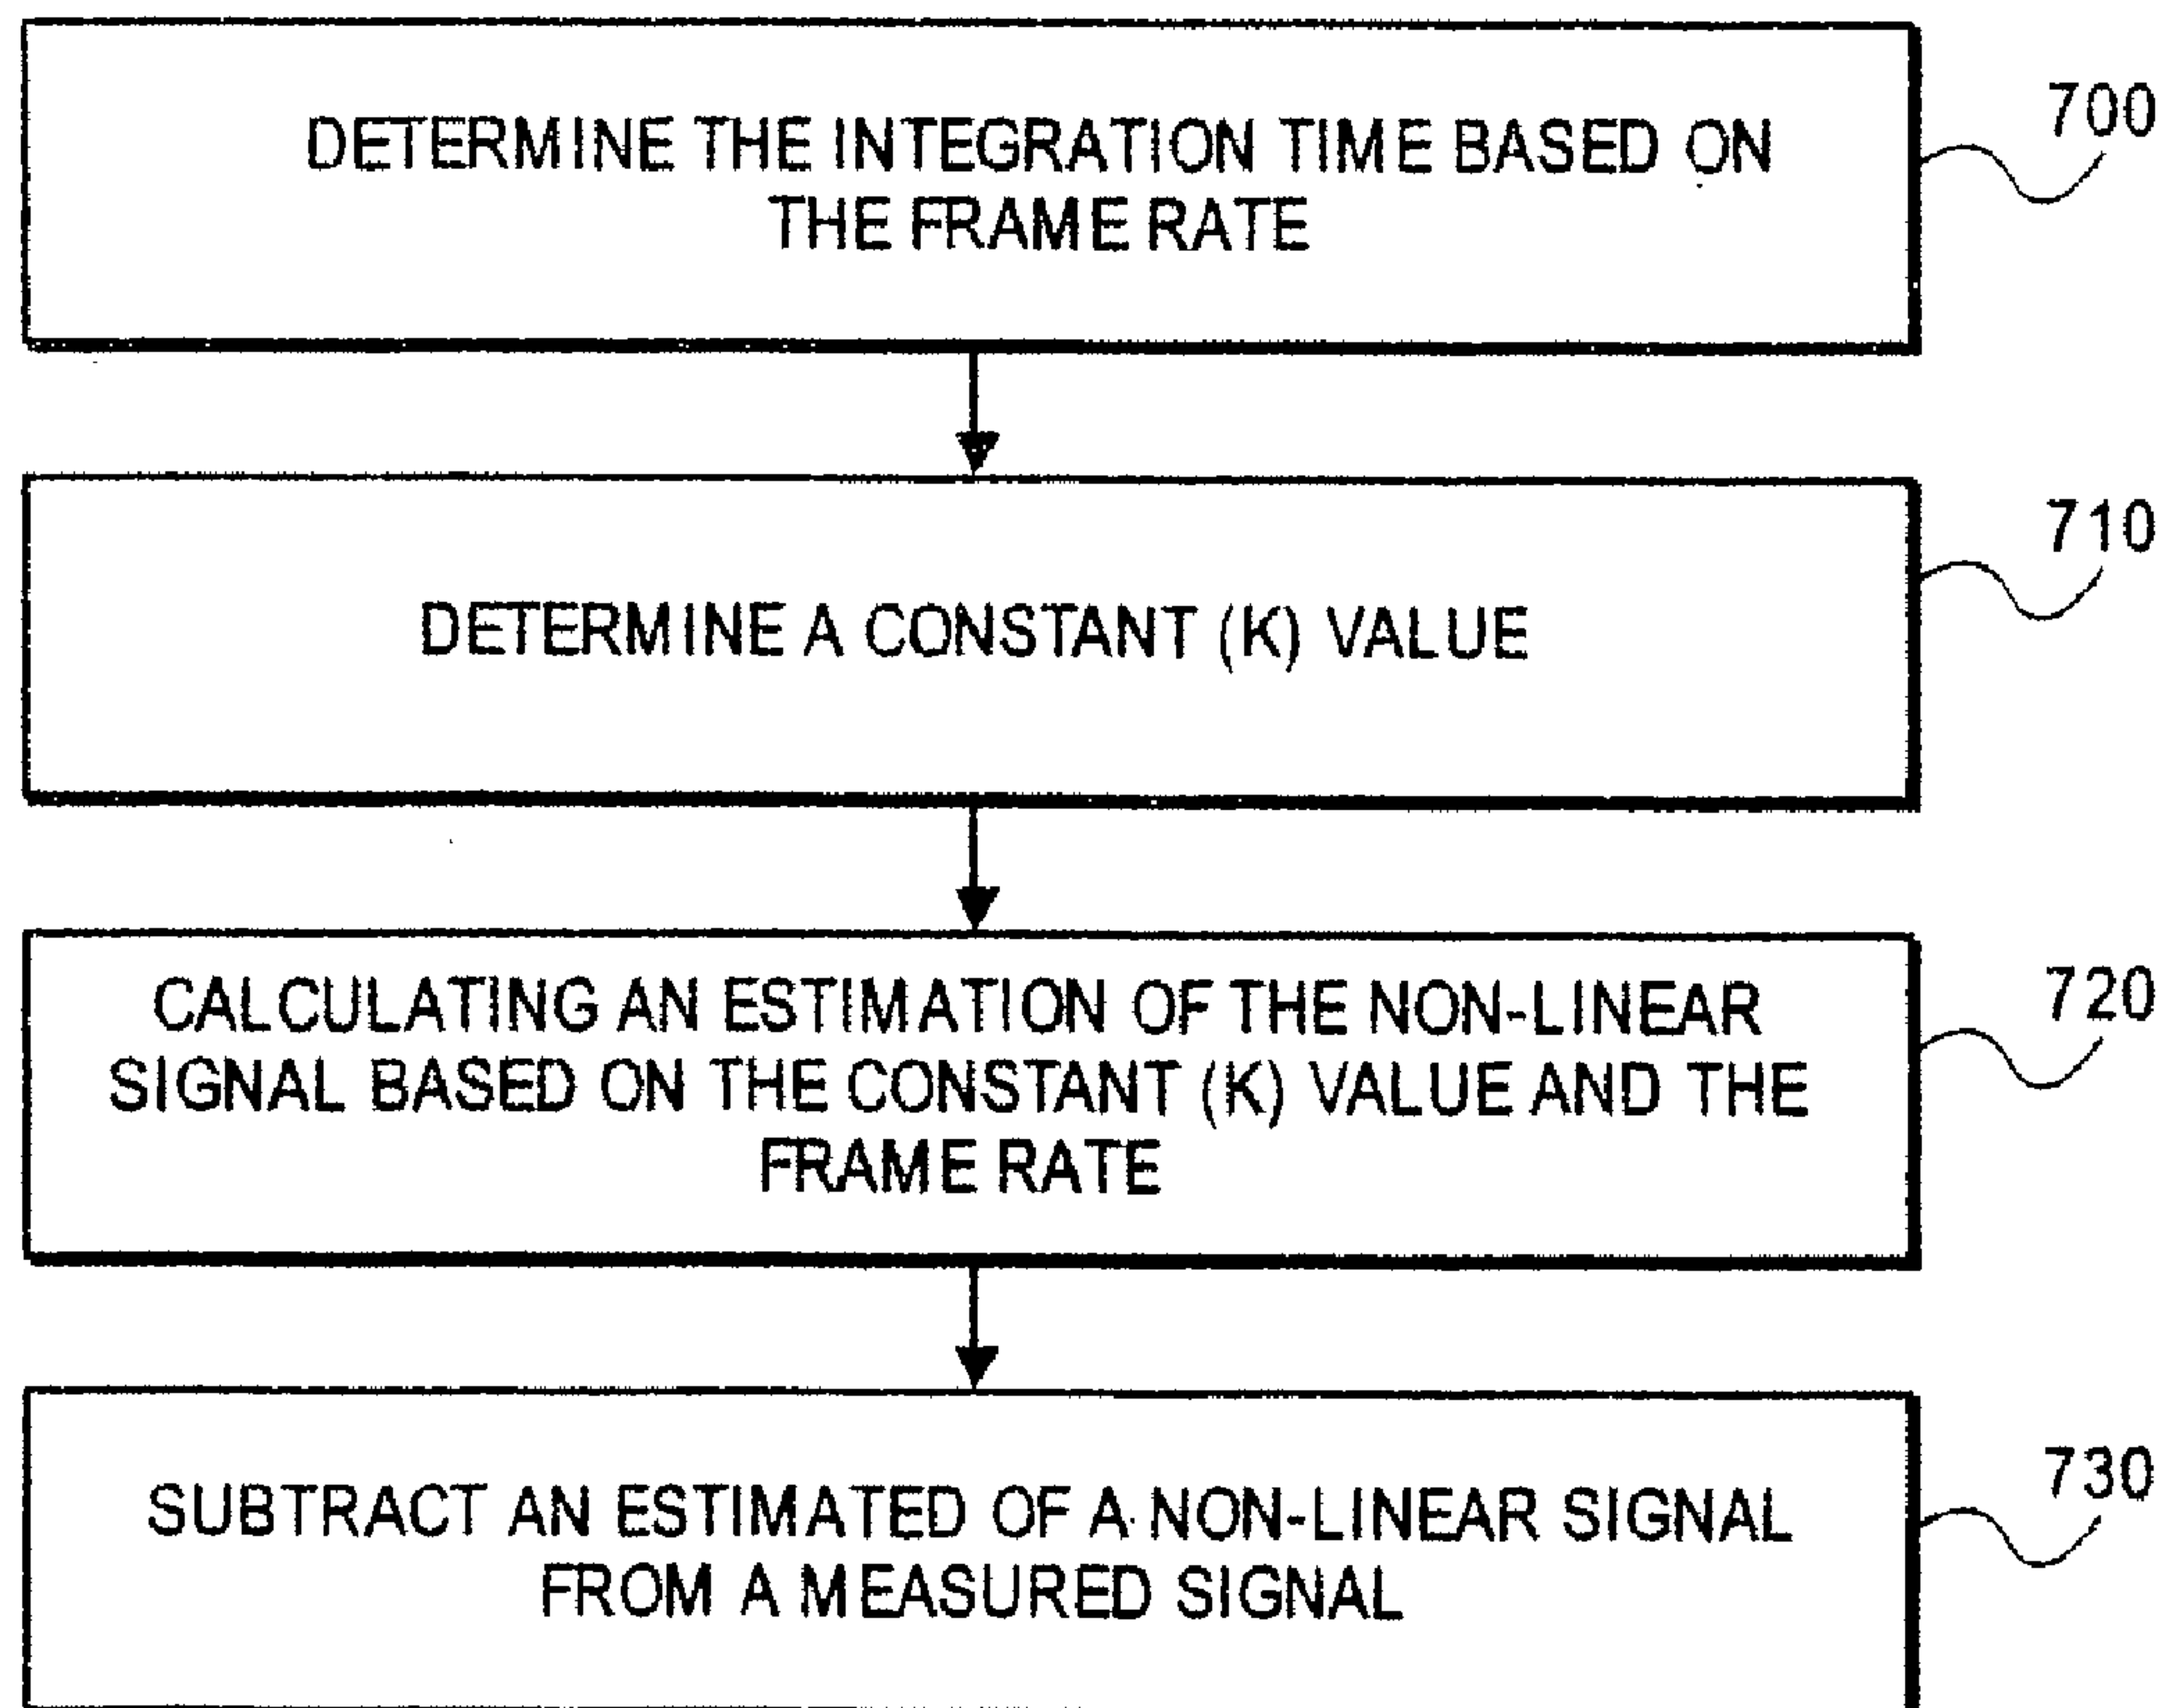 DETERMINE THE INTEGRATION TIME BASED ON
THE FRAME RATE
700
DETERMINE A CONSTANT (K) VALUE
710
CALCULATING AN ESTIMATION OF THE NON-LINEAR
SIGNAL BASED ON THE CONSTANT (K) VALUE AND THE
FRAME RATE
720
SUBTRACT AN ESTIMATED OF A NON-LINEAR SIGNAL
FROM A MEASURED SIGNAL
730